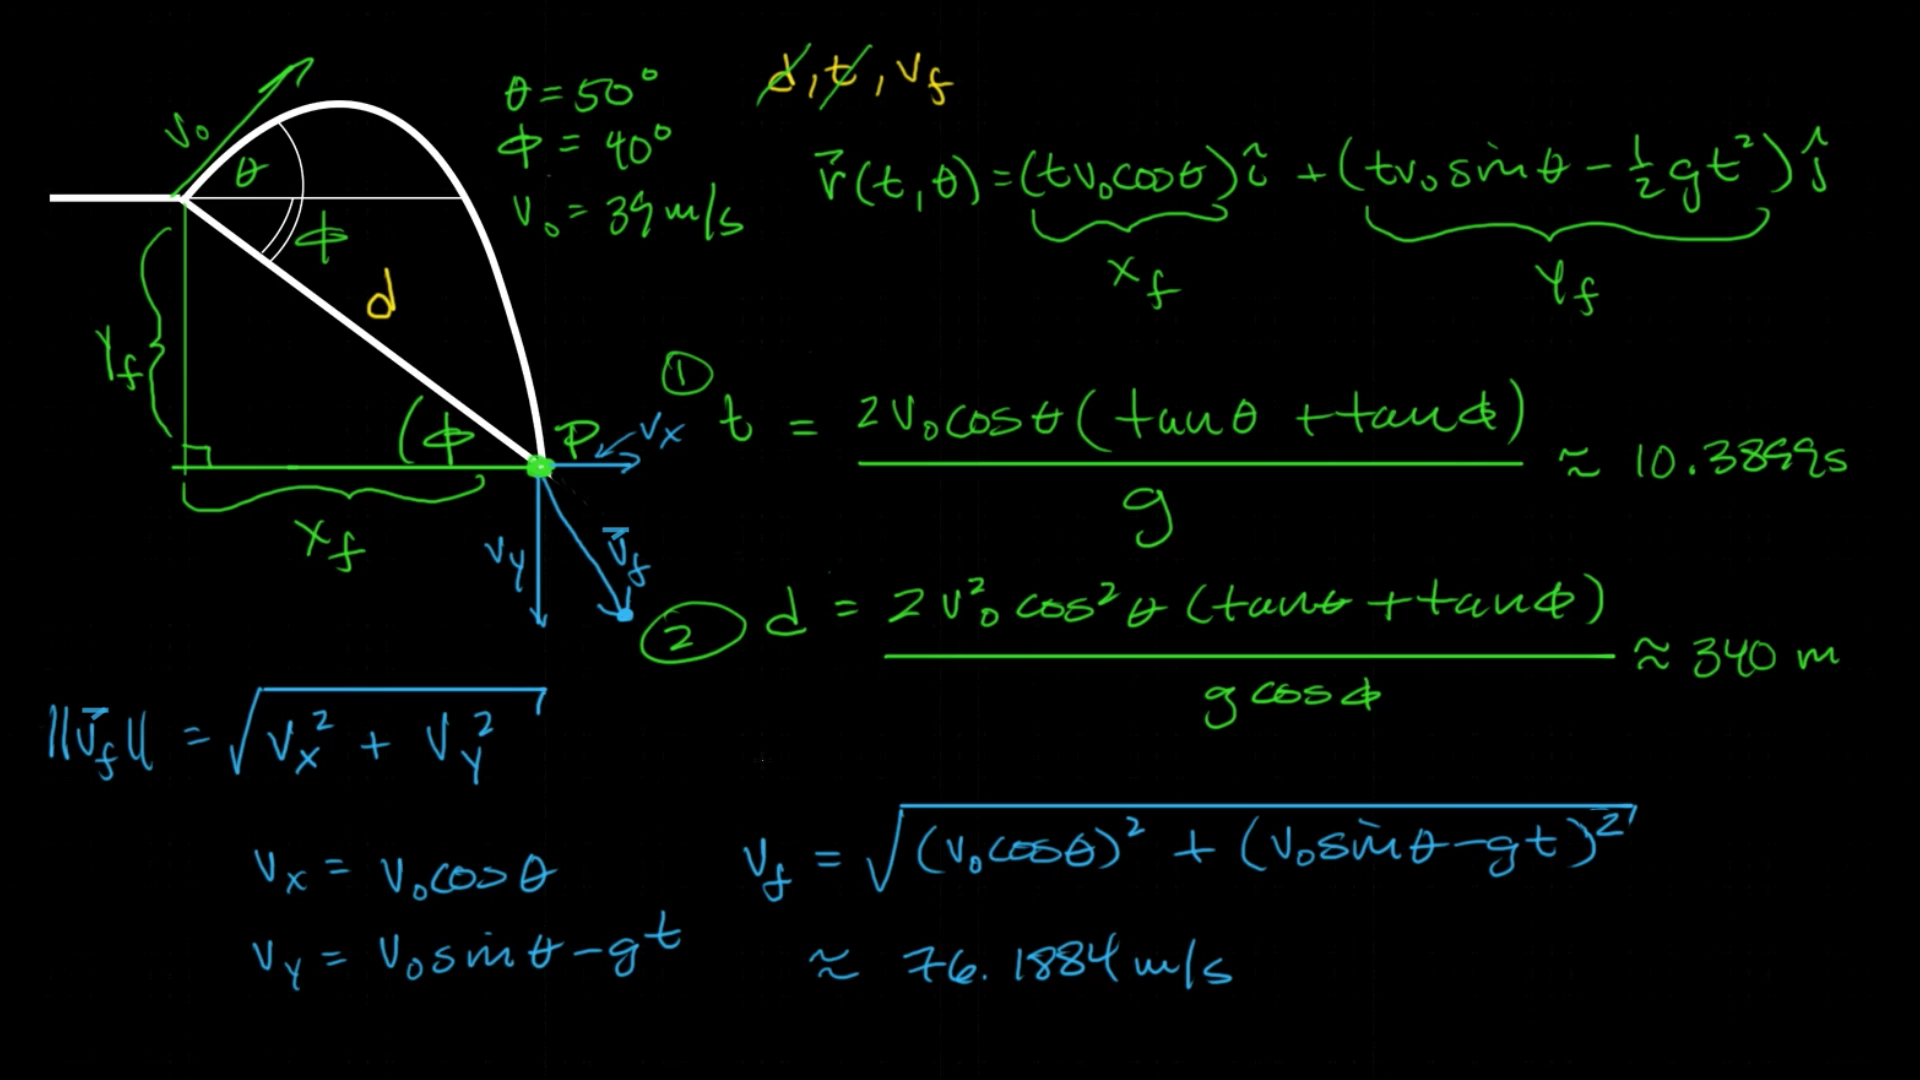 v₀
θ
ϕ
d
Y_f
(ϕ
P
v_x
X_f
v_y
v⃗_f
θ = 50°
ϕ = 40°
v₀ = 39 m/s
d, t, v_f
r⃗(t, θ) = (tv₀cosθ)î + (tv₀sinθ - ½gt²)ĵ
X_f
Y_f
① t = 2v₀cosθ(tanθ + tanϕ) / g ≈ 10.3899s
② d = 2v₀²cos²θ(tanθ + tanϕ) / g cosϕ ≈ 340 m
||v⃗_f|| = √(v_x² + v_y²)
v_x = v₀cosθ
v_y = v₀sinθ - gt
v_f = √((v₀cosθ)² + (v₀sinθ - gt)²)
≈ 76.1884 m/s